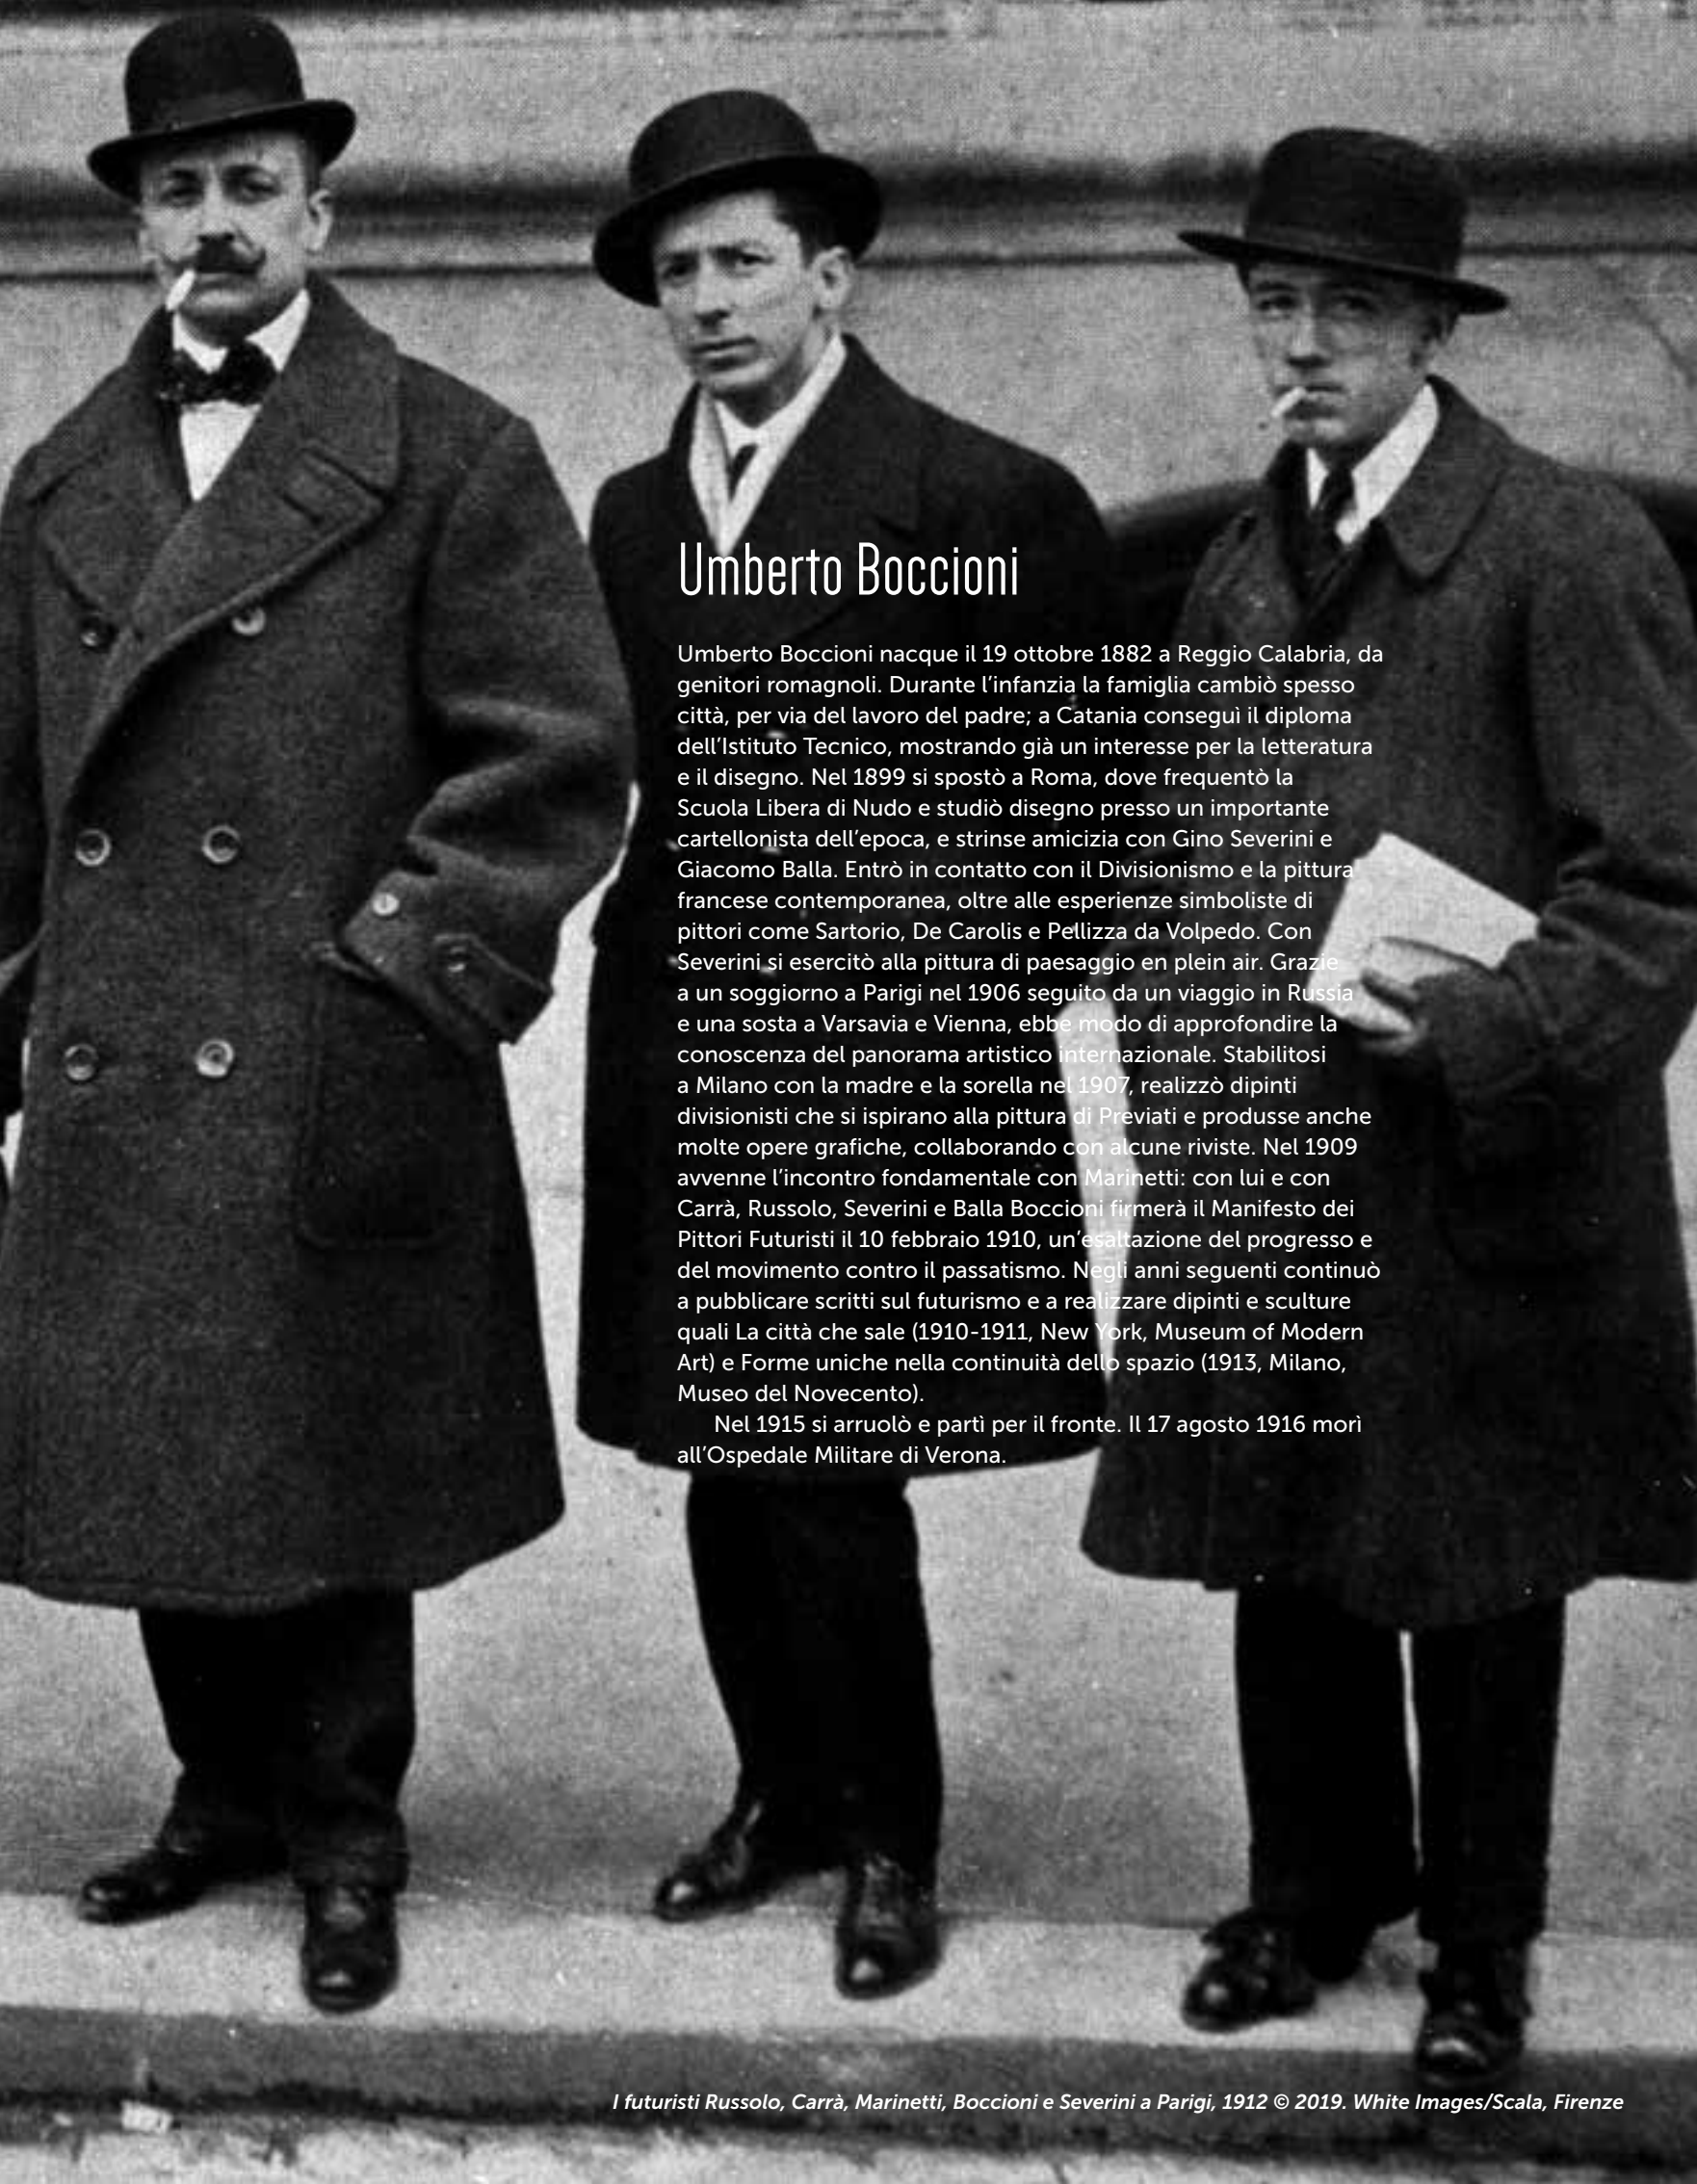 Umberto Boccioni
Umberto Boccioni nacque il 19 ottobre 1882 a Reggio Calabria, da
genitori romagnoli. Durante l’infanzia la famiglia cambiò spesso
città, per via del lavoro del padre; a Catania conseguì il diploma
dell’Istituto Tecnico, mostrando già un interesse per la letteratura
e il disegno. Nel 1899 si spostò a Roma, dove frequentò la
Scuola Libera di Nudo e studiò disegno presso un importante
cartellonista dell’epoca, e strinse amicizia con Gino Severini e
Giacomo Balla. Entrò in contatto con il Divisionismo e la pittura
francese contemporanea, oltre alle esperienze simboliste di
pittori come Sartorio, De Carolis e Pellizza da Volpedo. Con
Severini si esercitò alla pittura di paesaggio en plein air. Grazie
a un soggiorno a Parigi nel 1906 seguito da un viaggio in Russia
e una sosta a Varsavia e Vienna, ebbe modo di approfondire la
conoscenza del panorama artistico internazionale. Stabilitosi
a Milano con la madre e la sorella nel 1907, realizzò dipinti
divisionisti che si ispirano alla pittura di Previati e produsse anche
molte opere grafiche, collaborando con alcune riviste. Nel 1909
avvenne l’incontro fondamentale con Marinetti: con lui e con
Carrà, Russolo, Severini e Balla Boccioni firmerà il Manifesto dei
Pittori Futuristi il 10 febbraio 1910, un’esaltazione del progresso e
del movimento contro il passatismo. Negli anni seguenti continuò
a pubblicare scritti sul futurismo e a realizzare dipinti e sculture
quali La città che sale (1910-1911, New York, Museum of Modern
Art) e Forme uniche nella continuità dello spazio (1913, Milano,
Museo del Novecento).
Nel 1915 si arruolò e partì per il fronte. Il 17 agosto 1916 morì
all’Ospedale Militare di Verona.
I futuristi Russolo, Carrà, Marinetti, Boccioni e Severini a Parigi, 1912 © 2019. White Images/Scala, Firenze